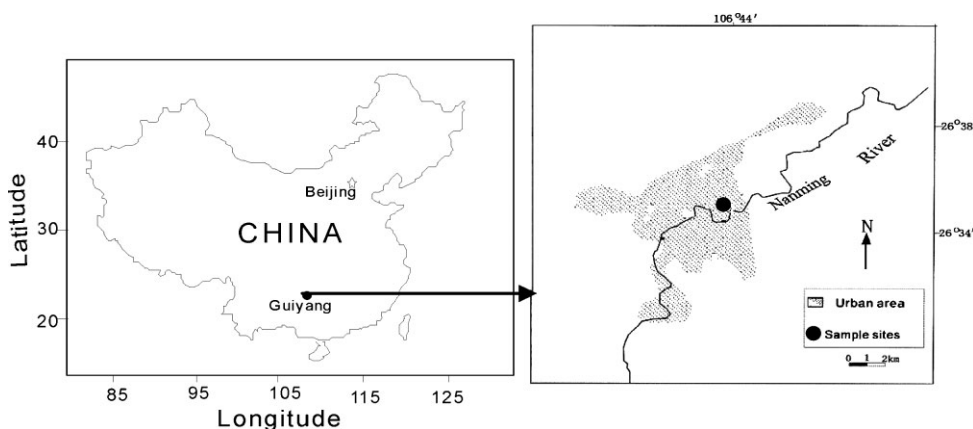 Latitude
40
30
20
Beijing
CHINA
Guiyang
85 95 105 115 125
Longitude
106°44′
26°38′
River
Nanming
26°34′
N
Urban area
Sample sites
0 1 2km